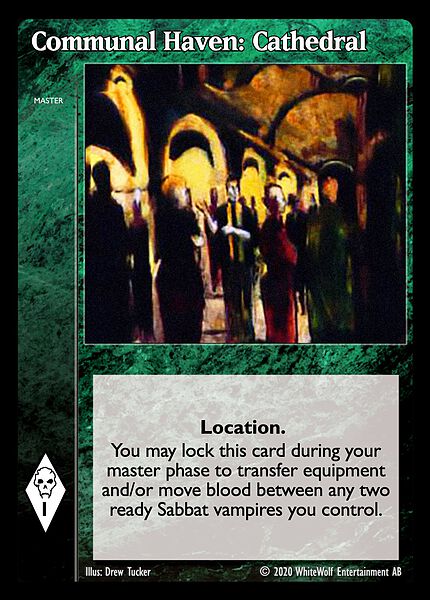 Communal Haven: Cathedral
MASTER
Location.
You may lock this card during your
master phase to transfer equipment
and/or move blood between any two
ready Sabbat vampires you control.
1
Illus: Drew Tucker
© 2020 WhiteWolf Entertainment AB